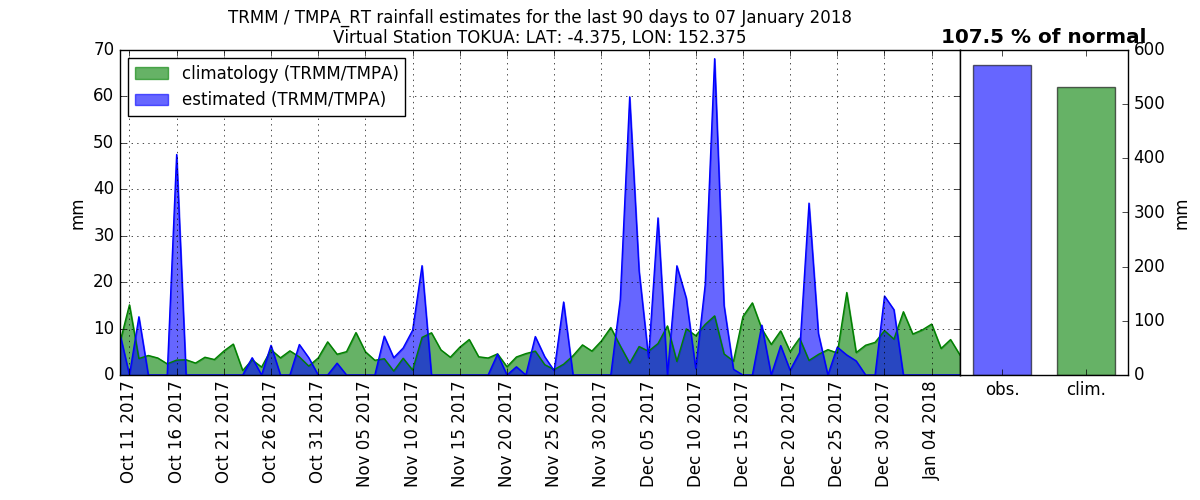 TRMM / TMPA_RT rainfall estimates for the last 90 days to 07 January 2018
Virtual Station TOKUA: LAT: -4.375, LON: 152.375
107.5 % of normal
climatology (TRMM/TMPA)
estimated (TRMM/TMPA)
70
60
50
40
30
20
10
0
mm
Oct 11 2017
Oct 16 2017
Oct 21 2017
Oct 26 2017
Oct 31 2017
Nov 05 2017
Nov 10 2017
Nov 15 2017
Nov 20 2017
Nov 25 2017
Nov 30 2017
Dec 05 2017
Dec 10 2017
Dec 15 2017
Dec 20 2017
Dec 25 2017
Dec 30 2017
Jan 04 2018
obs.
clim.
600
500
400
300
200
100
0
mm